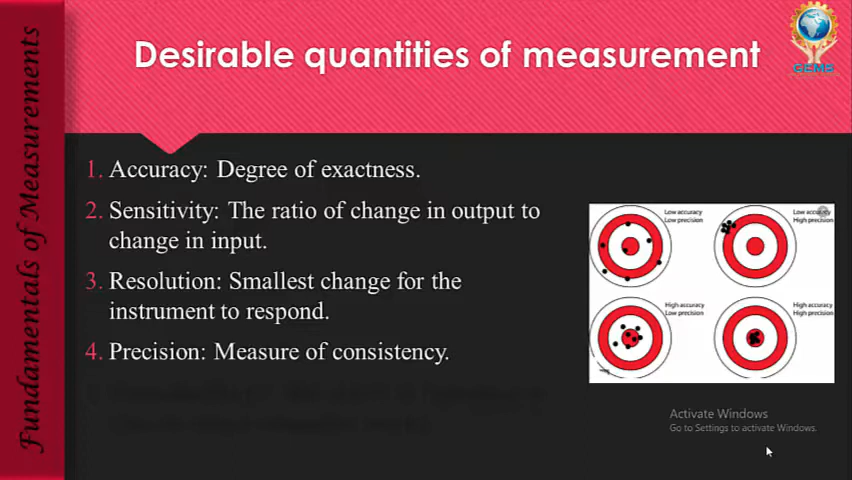 Desirable quantities of measurement
GEMS
Fundamentals of Measurements
1. Accuracy: Degree of exactness.
2. Sensitivity: The ratio of change in output to
change in input.
3. Resolution: Smallest change for the
instrument to respond.
4. Precision: Measure of consistency.
Low accuracy
Low precision
Low accuracy
High precision
High accuracy
Low precision
High accuracy
High precision
Activate Windows
Go to Settings to activate Windows.